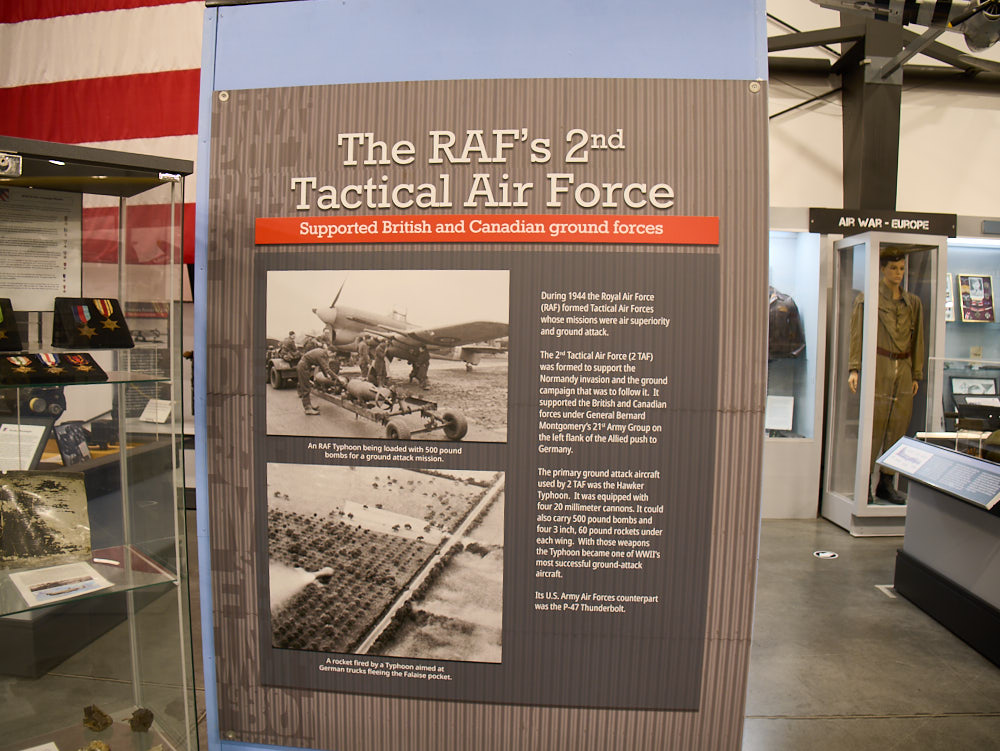 The RAF's 2nd
Tactical Air Force
Supported British and Canadian ground forces
An RAF Typhoon being loaded with 500 pound
bombs for a ground attack mission.
A rocket fired by a Typhoon aimed at
German trucks fleeing the Falaise pocket.
During 1944 the Royal Air Force
(RAF) formed Tactical Air Forces
whose missions were air superiority
and ground attack.
The 2nd Tactical Air Force (2 TAF)
was formed to support the
Normandy invasion and the ground
campaign that was to follow it. It
supported the British and Canadian
forces under General Bernard
Montgomery's 21st Army Group on
the left flank of the Allied push to
Germany.
The primary ground attack aircraft
used by 2 TAF was the Hawker
Typhoon. It was equipped with
four 20 millimeter cannons. It could
also carry 500 pound bombs and
four 3 inch, 60 pound rockets under
each wing. With those weapons
the Typhoon became one of WWII's
most successful ground-attack
aircraft.
Its U.S. Army Air Forces counterpart
was the P-47 Thunderbolt.
AIR WAR - EUROPE